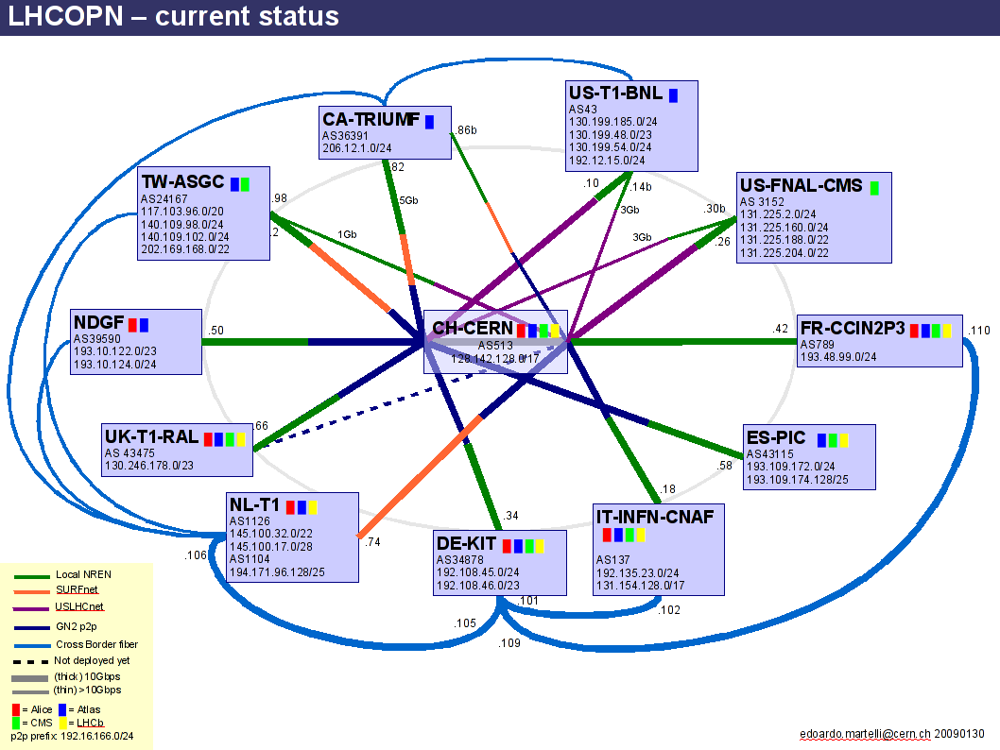 LHCOPN – current status
CA-TRIUMF
AS36391
206.12.1.0/24
US-T1-BNL
AS43
130.199.185.0/24
130.199.48.0/23
130.199.54.0/24
192.12.15.0/24
TW-ASGC
AS24167
117.103.96.0/20
140.109.98.0/24
140.109.102.0/24
202.169.168.0/22
US-FNAL-CMS
AS 3152
131.225.2.0/24
131.225.160.0/24
131.225.188.0/22
131.225.204.0/22
.86b
.82
5Gb
.10
.14b
3Gb
3Gb
.30b
.26
.98
.2
1Gb
NDGF
AS39590
193.10.122.0/23
193.10.124.0/24
.50
CH-CERN
AS513
128.142.128.0/17
.42
FR-CCIN2P3
AS789
193.48.99.0/24
.110
UK-T1-RAL
AS 43475
130.246.178.0/23
.66
ES-PIC
AS43115
193.109.172.0/24
193.109.174.128/25
.58
NL-T1
AS1126
145.100.32.0/22
145.100.17.0/28
AS1104
194.171.96.128/25
.74
.106
DE-KIT
AS34878
192.108.45.0/24
192.108.46.0/23
.34
.101
.105
.109
IT-INFN-CNAF
AS137
192.135.23.0/24
131.154.128.0/17
.18
.102
Local NREN
SURFnet
USLHCnet
GN2 p2p
Cross Border fiber
Not deployed yet
(thick) 10Gbps
(thin) >10Gbps
= Alice = Atlas
= CMS = LHCb
p2p prefix: 192.16.166.0/24
edoardo.martelli@cern.ch 20090130